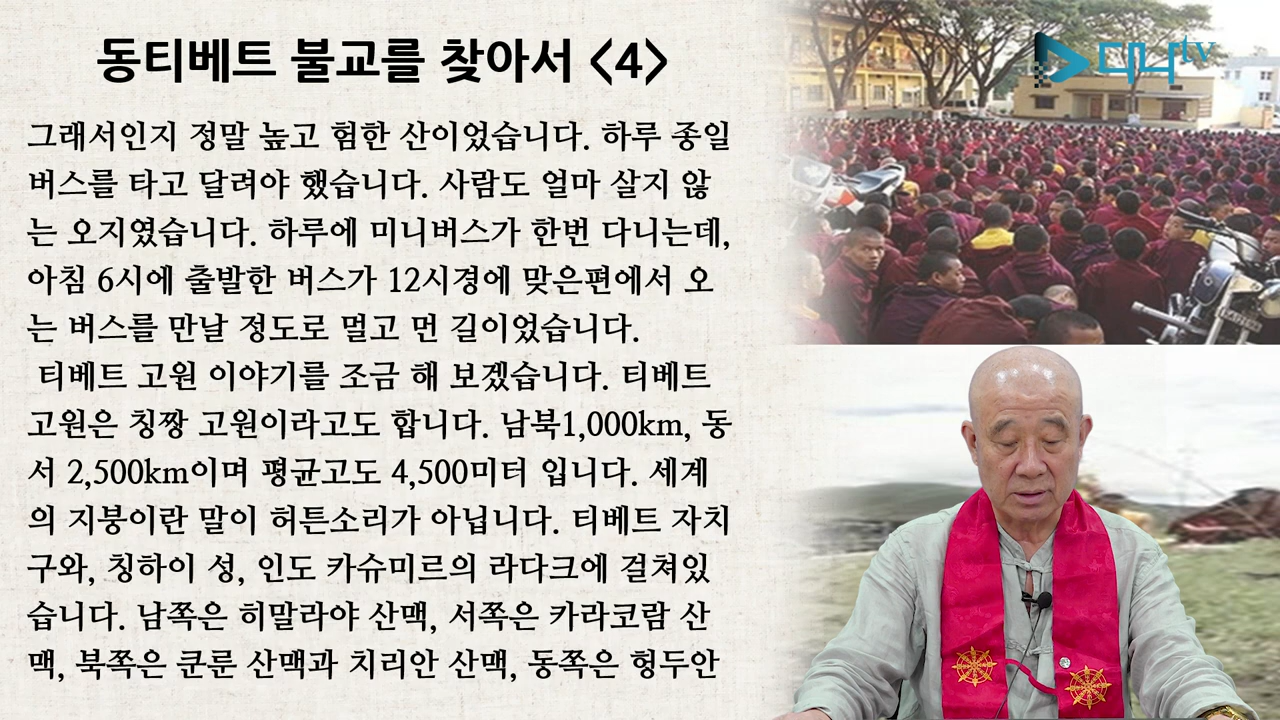 동티베트 불교를 찾아서 <4>
그래서인지 정말 높고 험한 산이었습니다. 하루 종일
버스를 타고 달려야 했습니다. 사람도 얼마 살지 않
는 오지였습니다. 하루에 미니버스가 한번 다니는데,
아침 6시에 출발한 버스가 12시경에 맞은편에서 오
는 버스를 만날 정도로 멀고 먼 길이었습니다.
티베트 고원 이야기를 조금 해 보겠습니다. 티베트
고원은 칭짱 고원이라고도 합니다. 남북1,000km, 동
서 2,500km이며 평균고도 4,500미터 입니다. 세계
의 지붕이란 말이 허튼소리가 아닙니다. 티베트 자치
구와, 칭하이 성, 인도 카슈미르의 라다크에 걸쳐있
습니다. 남쪽은 히말라야 산맥, 서쪽은 카라코람 산
맥, 북쪽은 쿤룬 산맥과 치리안 산맥, 동쪽은 헝두안
다나tv